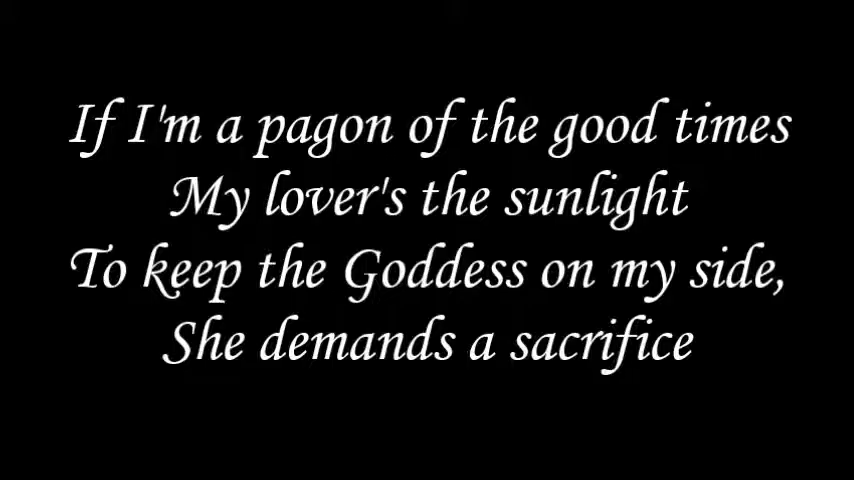 If I'm a pagon of the good times
My lover's the sunlight
To keep the Goddess on my side,
She demands a sacrifice